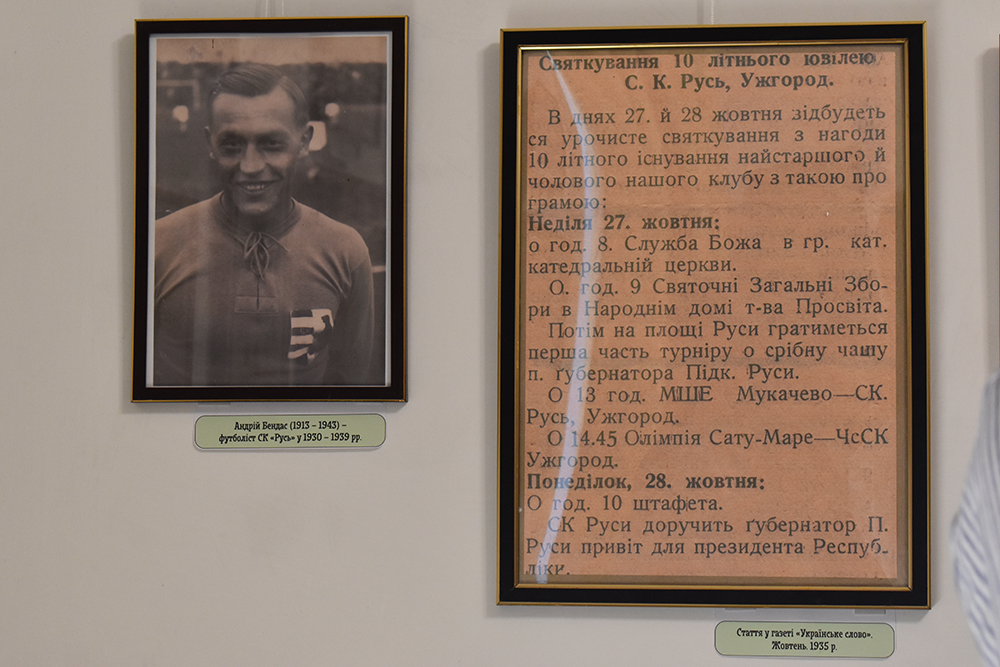 Андрій Бендас (1913 – 1943) –
футболіст СК «Русь» у 1930 – 1939 рр.
Святкування 10 літнього ювілею
С. К. Русь, Ужгород.
В днях 27. й 28 жовтня відбудеть
ся урочисте святкування з нагоди
10 літного існування найстаршого й
чолового нашого клубу з такою про
грамою:
Неділя 27. жовтня:
о год. 8. Служба Божа в гр. кат.
катедральній церкви.
О. год. 9 Святочні Загальні Збо-
ри в Народнім домі т-ва Просвіта.
Потім на площі Руси гратиметься
перша часть турніру о срібну чашу
п. ґубернатора Підк. Руси.
О 13 год. МШЕ Мукачево—СК.
Русь, Ужгород.
О 14.45 Олімпія Сату-Маре—ЧсСК
Ужгород.
Понеділок, 28. жовтня:
О год. 10 штафета.
СК Руси доручить ґубернатор П.
Руси привіт для президента Респуб-
ліки.
Стаття у газеті «Українське слово».
Жовтень. 1935 р.